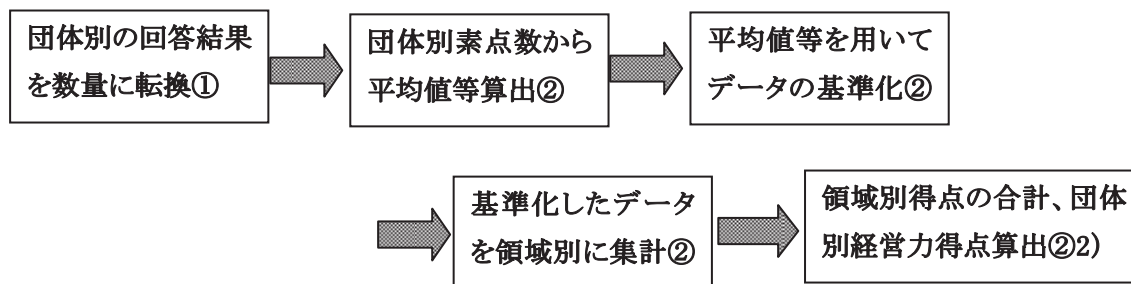 団体別の回答結果
を数量に転換①
団体別素点数から
平均値等算出②
平均値等を用いて
データの基準化②
基準化したデータ
を領域別に集計②
領域別得点の合計、団体
別経営力得点算出②2)